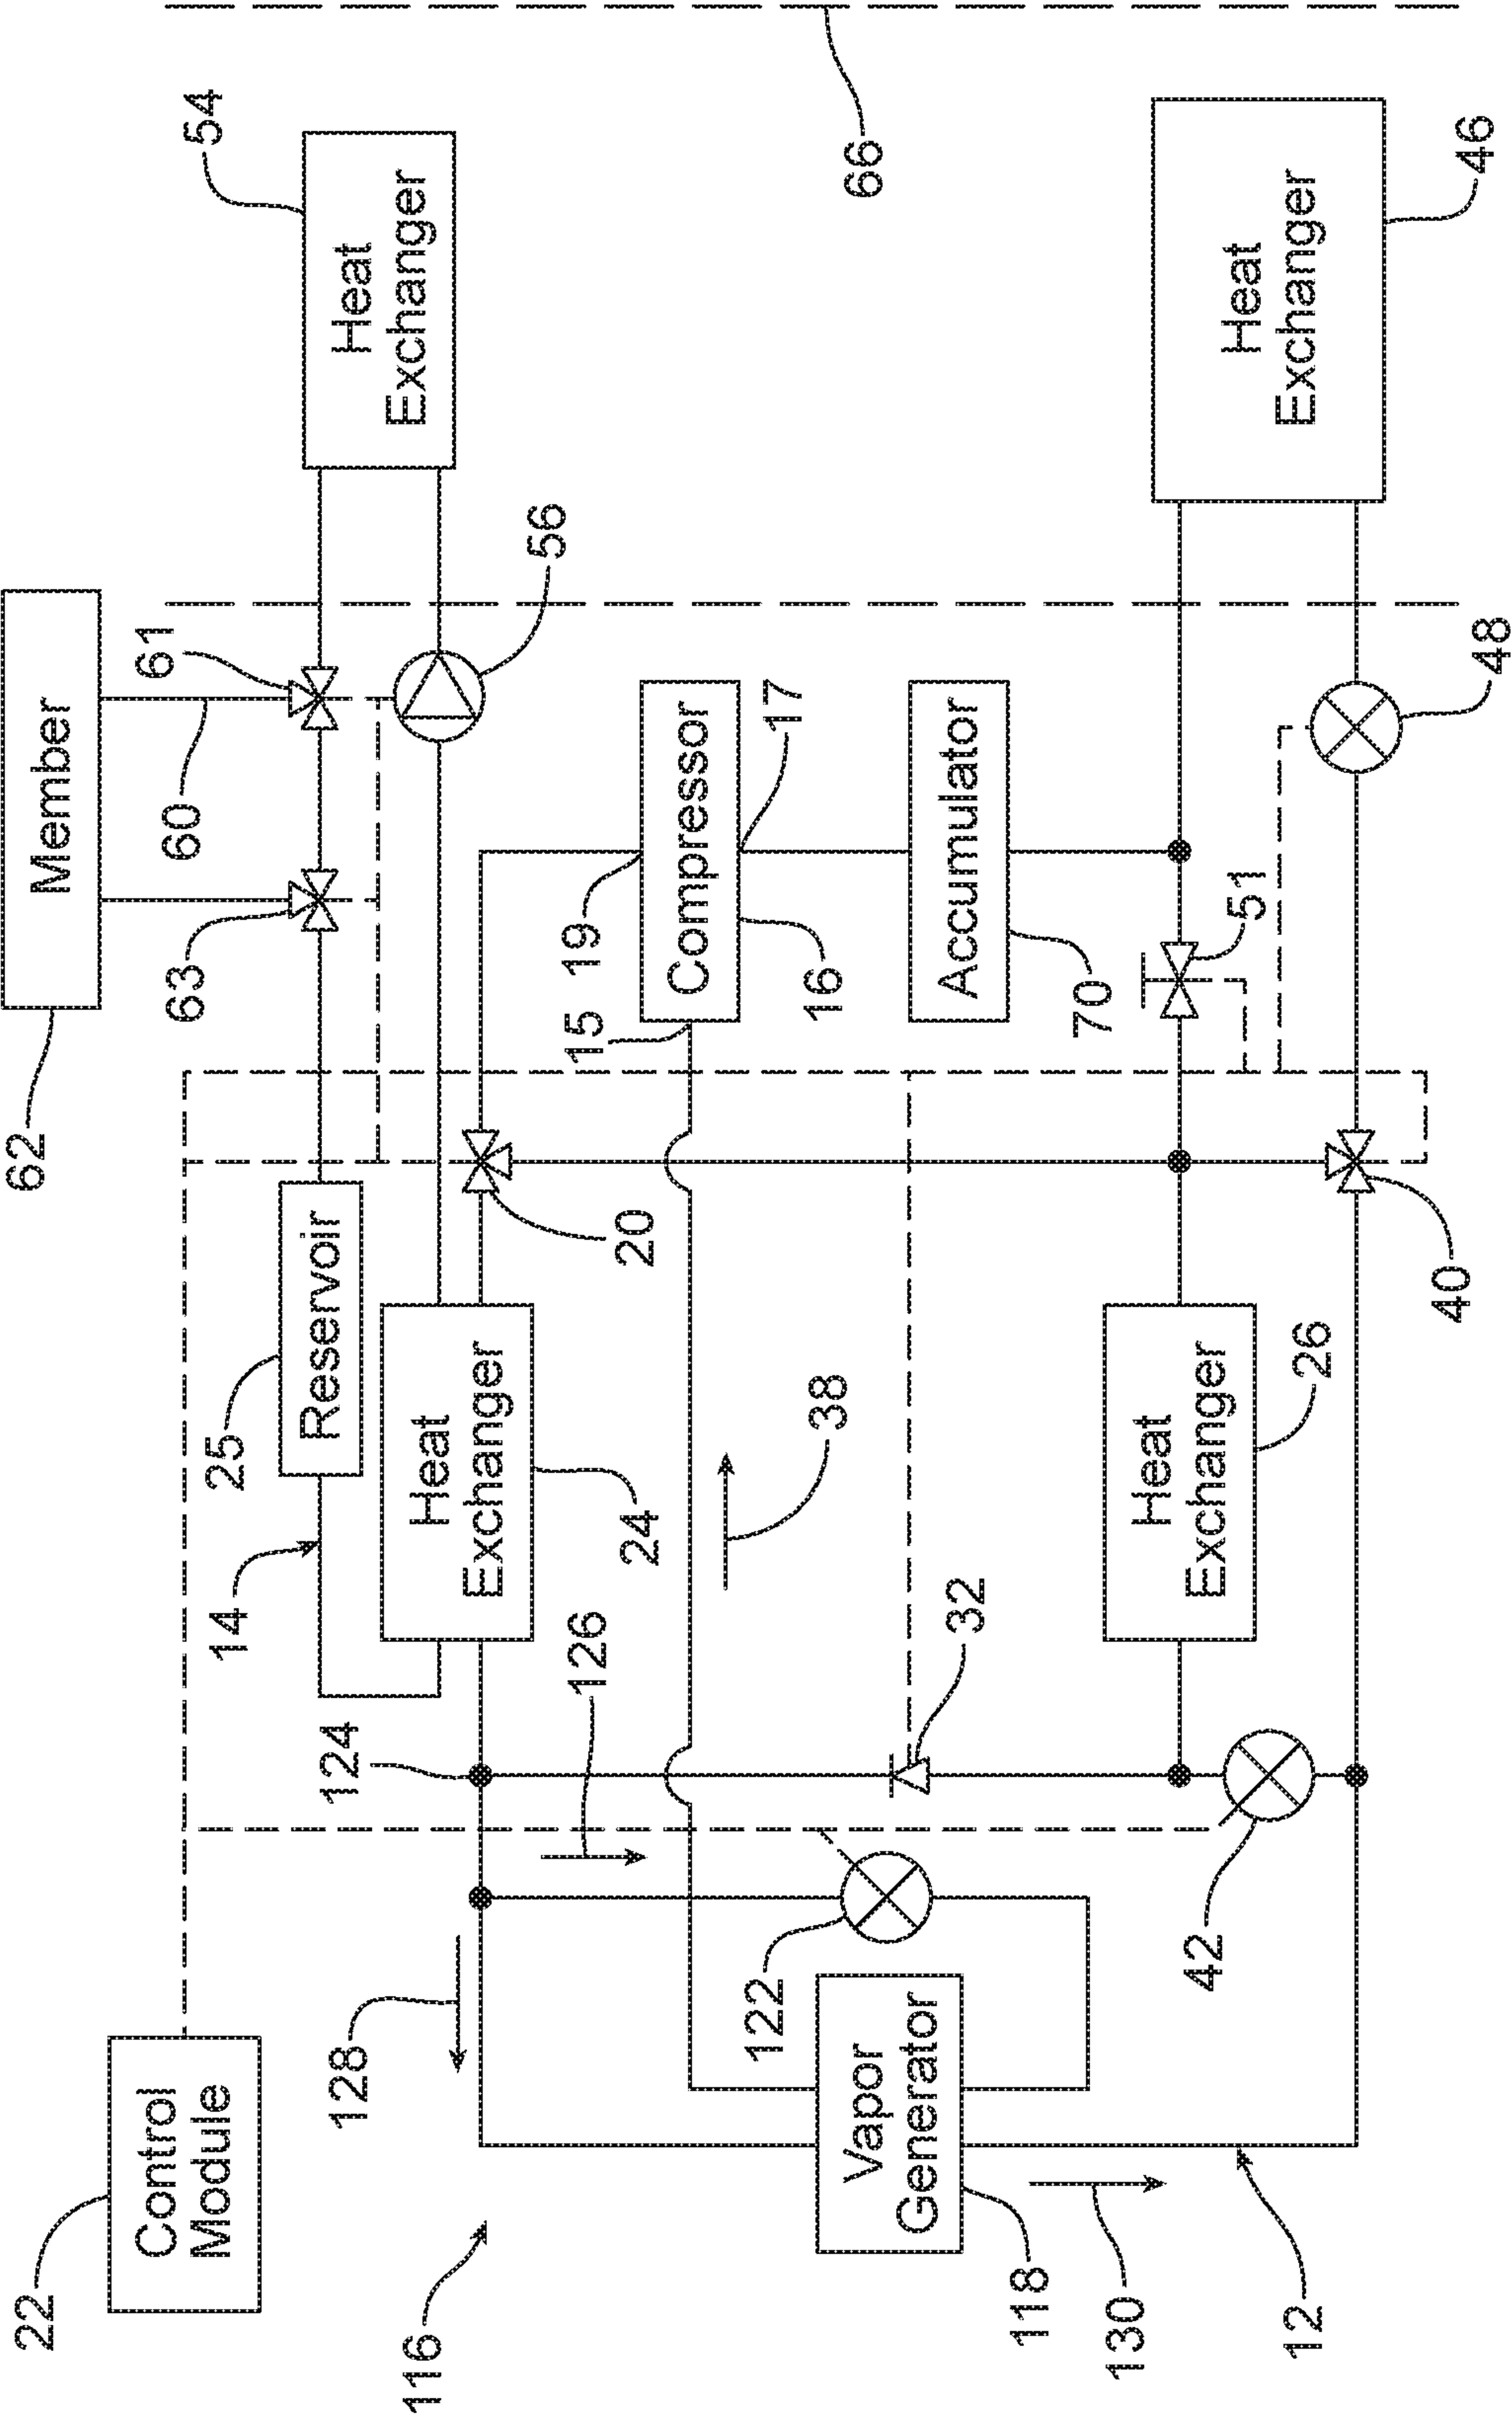 22
Control
Module
116
128
126
124
14
25
Reservoir
Heat
Exchanger
24
20
62
Member
63
60
61
54
Heat
Exchanger
56
66
19
15
Compressor
16
17
Accumulator
70
51
48
46
Heat
Exchanger
38
32
Heat
Exchanger
26
40
42
122
Vapor
Generator
118
130
12